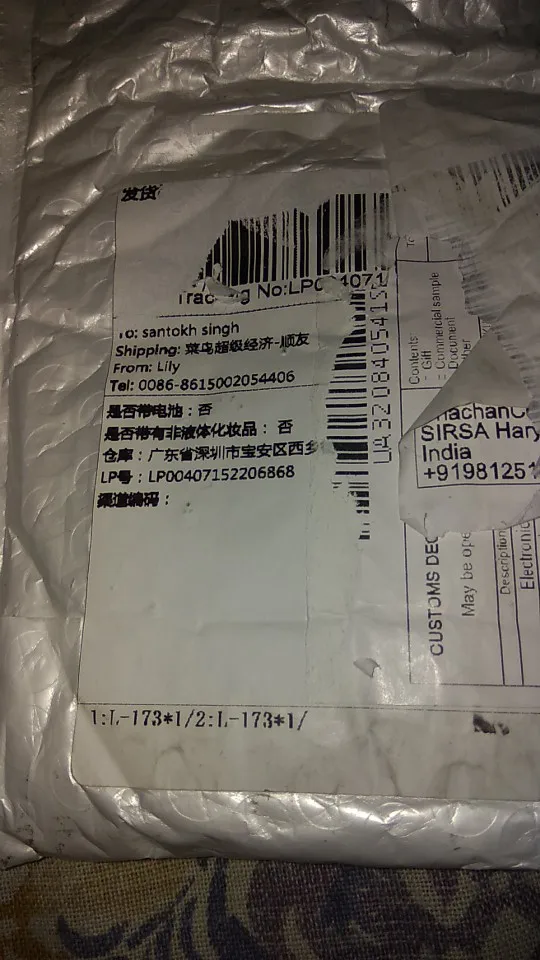 发货
Tracking No:LP004071
To: santokh singh
Shipping: 菜鸟超级经济-顺友
From: Lily
Tel: 0086-8615002054406
是否带电池：否
是否带有非液体化妆品：否
仓库：广东省深圳市宝安区西乡
LP号：LP00407152206868
渠道编码：
1:L-173*1/2:L-173*1/
Contents:
Gift
Commercial sample
Document
achan
SIRSA Hary
India
+9198125
CUSTOMS DEC
May be ope
Description
Electronic